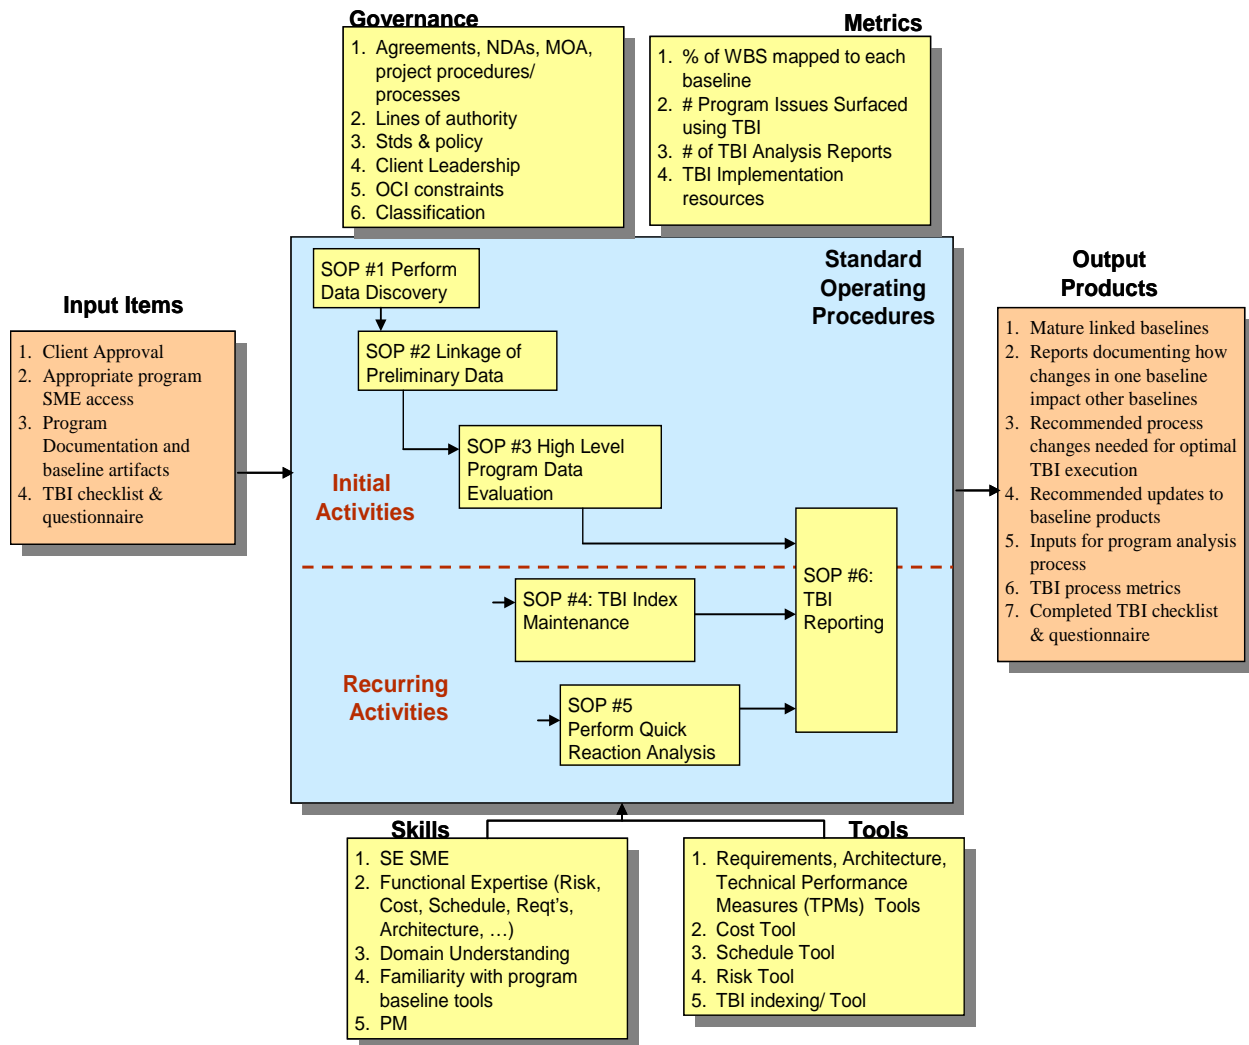 Governance
1. Agreements, NDAs, MOA,
project procedures/
processes
2. Lines of authority
3. Stds & policy
4. Client Leadership
5. OCI constraints
6. Classification
Metrics
1. % of WBS mapped to each
baseline
2. # Program Issues Surfaced
using TBI
3. # of TBI Analysis Reports
4. TBI Implementation
resources
Input Items
1. Client Approval
2. Appropriate program
SME access
3. Program
Documentation and
baseline artifacts
4. TBI checklist &
questionnaire
Standard
Operating
Procedures
SOP #1 Perform
Data Discovery
SOP #2 Linkage of
Preliminary Data
SOP #3 High Level
Program Data
Evaluation
Initial
Activities
SOP #4: TBI Index
Maintenance
SOP #6:
TBI
Reporting
Recurring
Activities
SOP #5
Perform Quick
Reaction Analysis
Output
Products
1. Mature linked baselines
2. Reports documenting how
changes in one baseline
impact other baselines
3. Recommended process
changes needed for optimal
TBI execution
4. Recommended updates to
baseline products
5. Inputs for program analysis
process
6. TBI process metrics
7. Completed TBI checklist
& questionnaire
Skills
1. SE SME
2. Functional Expertise (Risk,
Cost, Schedule, Reqt's,
Architecture, …)
3. Domain Understanding
4. Familiarity with program
baseline tools
5. PM
Tools
1. Requirements, Architecture,
Technical Performance
Measures (TPMs) Tools
2. Cost Tool
3. Schedule Tool
4. Risk Tool
5. TBI indexing/ Tool